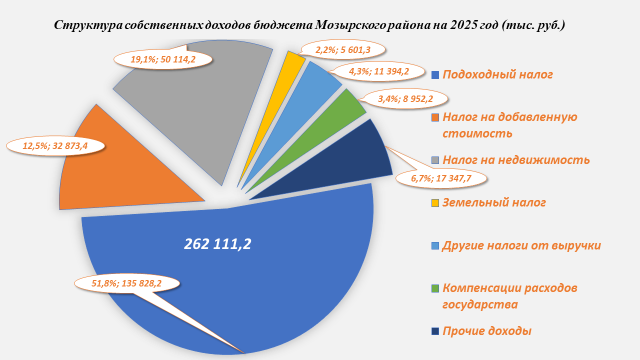 Структура собственных доходов бюджета Мозырского района на 2025 год (тыс. руб.)
2,2%; 5 601,3
19,1%; 50 114,2
4,3%; 11 394,2
3,4%; 8 952,2
12,5%; 32 873,4
6,7%; 17 347,7
262 111,2
51,8%; 135 828,2
Подоходный налог
Налог на добавленную
стоимость
Налог на недвижимость
Земельный налог
Другие налоги от выручки
Компенсации расходов
государства
Прочие доходы